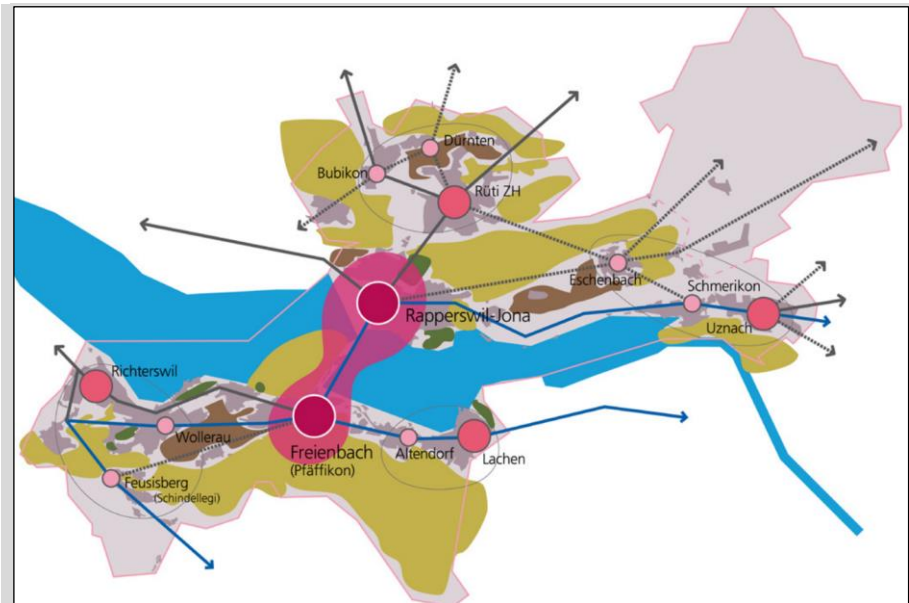 Dürnten
Bubikon
Rüti ZH
Eschenbach
Schmerikon
Rapperswil-Jona
Uznach
Richterswil
Wollerau
Freienbach
(Pfäffikon)
Altendorf
Lachen
Feusisberg
(Schindellegi)